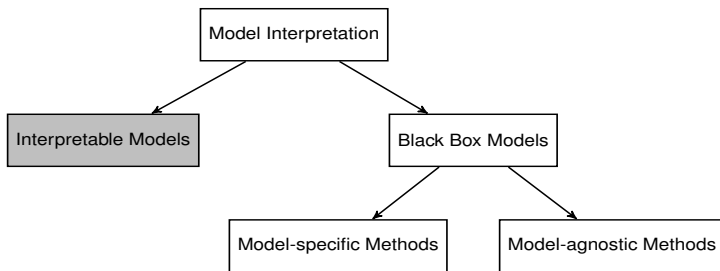 Model Interpretation
Interpretable Models
Black Box Models
Model-specific Methods
Model-agnostic Methods